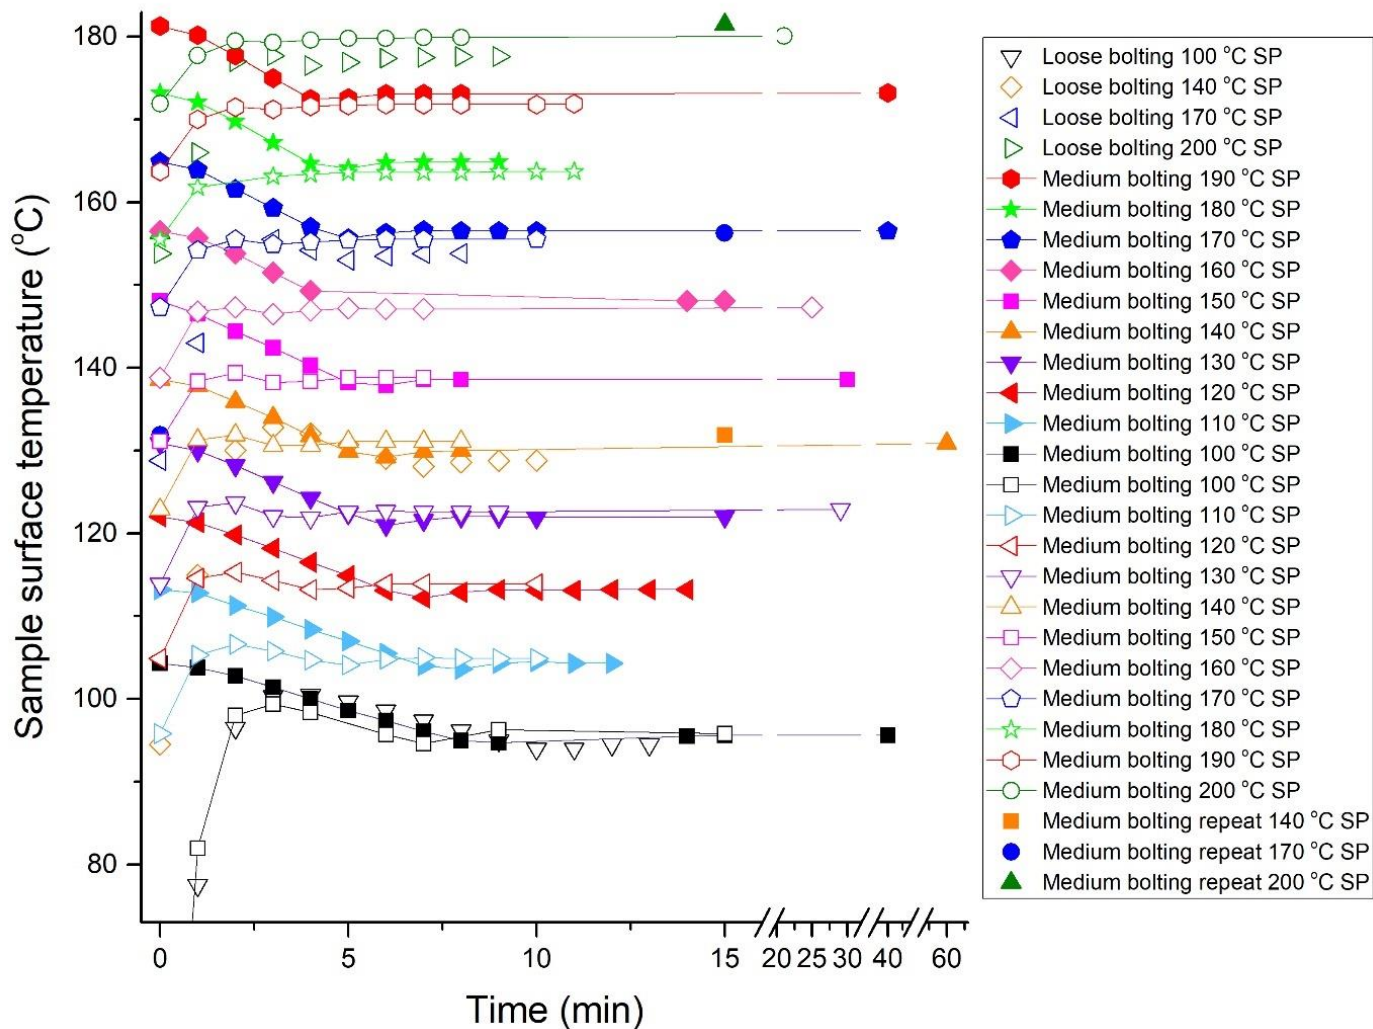 Sample surface temperature (°C)
180
160
140
120
100
80
0
5
10
15
20
25
30
40
60
Time (min)
Loose bolting 100 °C SP
Loose bolting 140 °C SP
Loose bolting 170 °C SP
Loose bolting 200 °C SP
Medium bolting 190 °C SP
Medium bolting 180 °C SP
Medium bolting 170 °C SP
Medium bolting 160 °C SP
Medium bolting 150 °C SP
Medium bolting 140 °C SP
Medium bolting 130 °C SP
Medium bolting 120 °C SP
Medium bolting 110 °C SP
Medium bolting 100 °C SP
Medium bolting 100 °C SP
Medium bolting 110 °C SP
Medium bolting 120 °C SP
Medium bolting 130 °C SP
Medium bolting 140 °C SP
Medium bolting 150 °C SP
Medium bolting 160 °C SP
Medium bolting 170 °C SP
Medium bolting 180 °C SP
Medium bolting 190 °C SP
Medium bolting 200 °C SP
Medium bolting repeat 140 °C SP
Medium bolting repeat 170 °C SP
Medium bolting repeat 200 °C SP